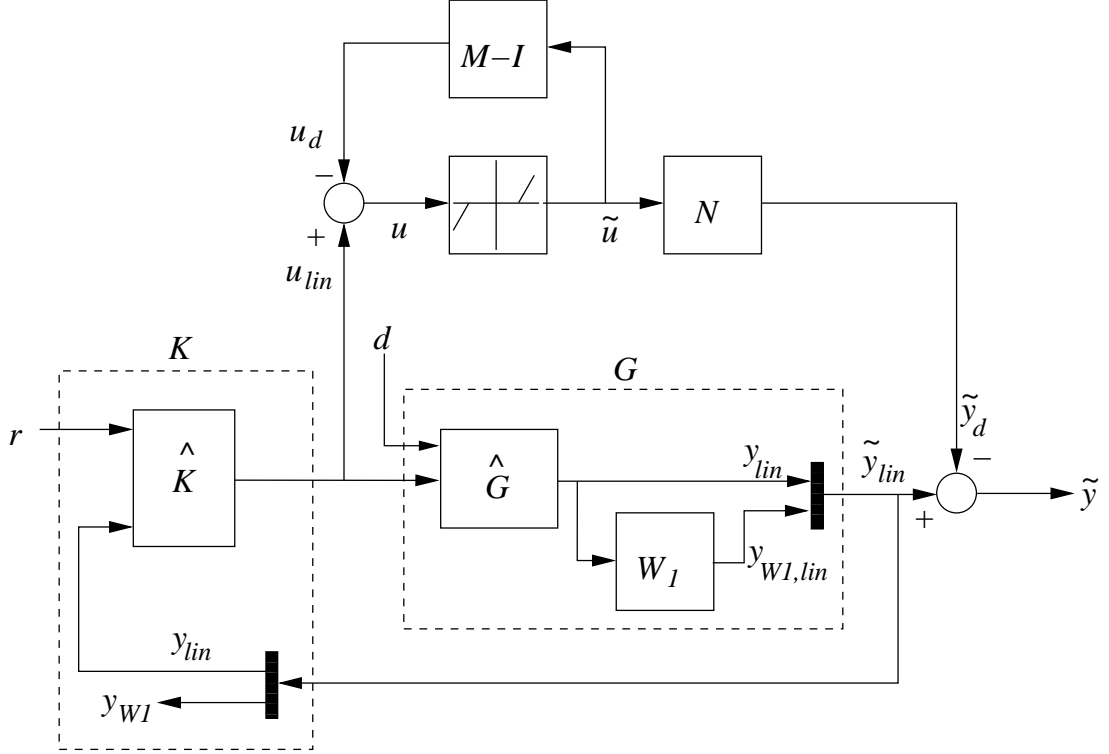 M−I
u_d
−
+
u
ũ
N
u_lin
d
K
G
r
K̂
Ĝ
y_lin
ỹ_lin
ỹ_d
−
+
ỹ
W_1
y_W1,lin
y_lin
y_W1